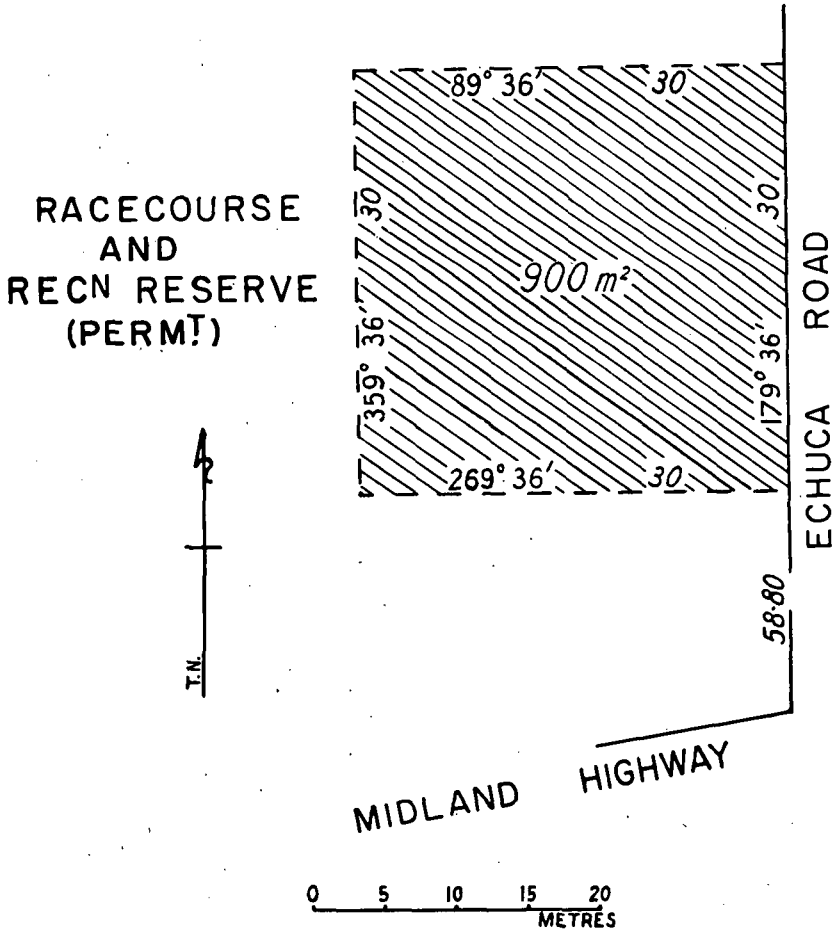 89° 36' 30
RACECOURSE
AND
RECN RESERVE
(PERMT)
359° 36' 30
900 m²
179° 36' 30
ECHUCA ROAD
269° 36' 30
T.N.
58·80
MIDLAND HIGHWAY
0 5 10 15 20
METRES